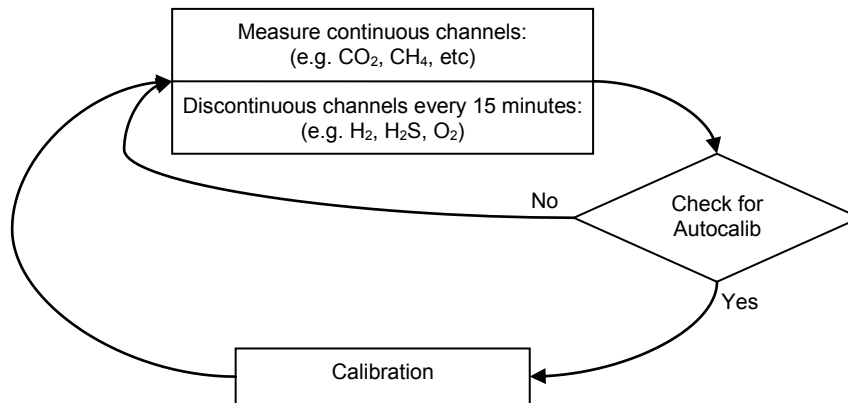 Measure continuous channels:
(e.g. CO₂, CH₄, etc)
Discontinuous channels every 15 minutes:
(e.g. H₂, H₂S, O₂)
No
Check for
Autocalib
Yes
Calibration